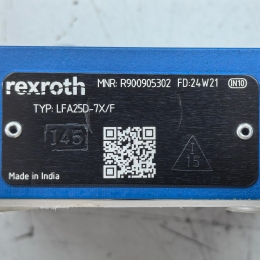 rexroth MNR: R900905302 FD:24W21 IN10
TYP: LFA25D-7X/F
145
15
Made in India